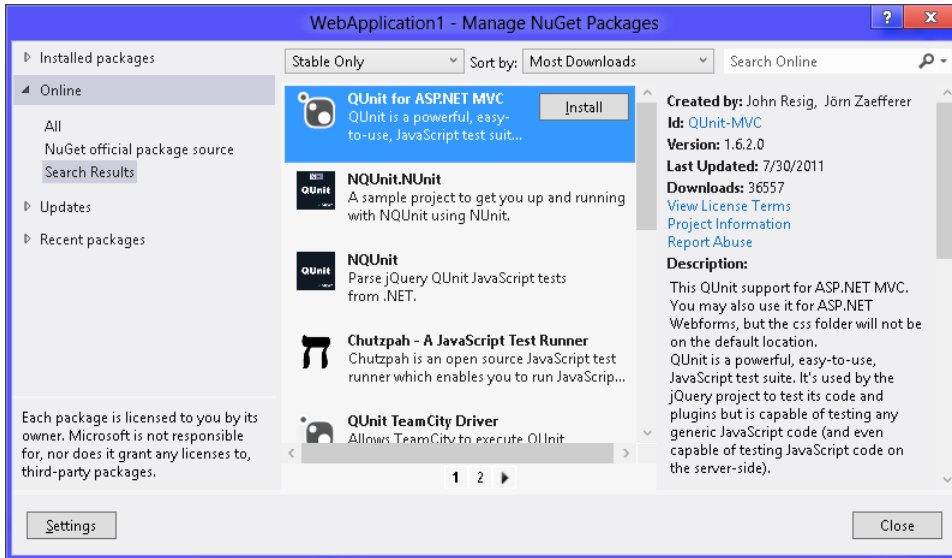 WebApplication1 - Manage NuGet Packages
?
x
Installed packages
Online
All
NuGet official package source
Search Results
Updates
Recent packages
Each package is licensed to you by its
owner. Microsoft is not responsible
for, nor does it grant any licenses to,
third-party packages.
Settings
Stable Only
Sort by:
Most Downloads
Search Online
QUnit for ASP.NET MVC
QUnit is a powerful, easy-
to-use, JavaScript test suit...
Install
QUnit
NQUnit.NUnit
A sample project to get you up and running
with NQUnit using NUnit.
QUnit
NQUnit
Parse jQuery QUnit JavaScript tests
from .NET.
ת
Chutzpah - A JavaScript Test Runner
Chutzpah is an open source JavaScript test
runner which enables you to run JavaScrip...
QUnit TeamCity Driver
Allows TeamCity to execute QUnit
1 2
Created by: John Resig, Jörn Zaefferer
Id: QUnit-MVC
Version: 1.6.2.0
Last Updated: 7/30/2011
Downloads: 36557
View License Terms
Project Information
Report Abuse
Description:
This QUnit support for ASP.NET MVC.
You may also use it for ASP.NET
Webforms, but the css folder will not be
on the default location.
QUnit is a powerful, easy-to-use,
JavaScript test suite. It's used by the
jQuery project to test its code and
plugins but is capable of testing any
generic JavaScript code (and even
capable of testing JavaScript code on
the server-side).
Close